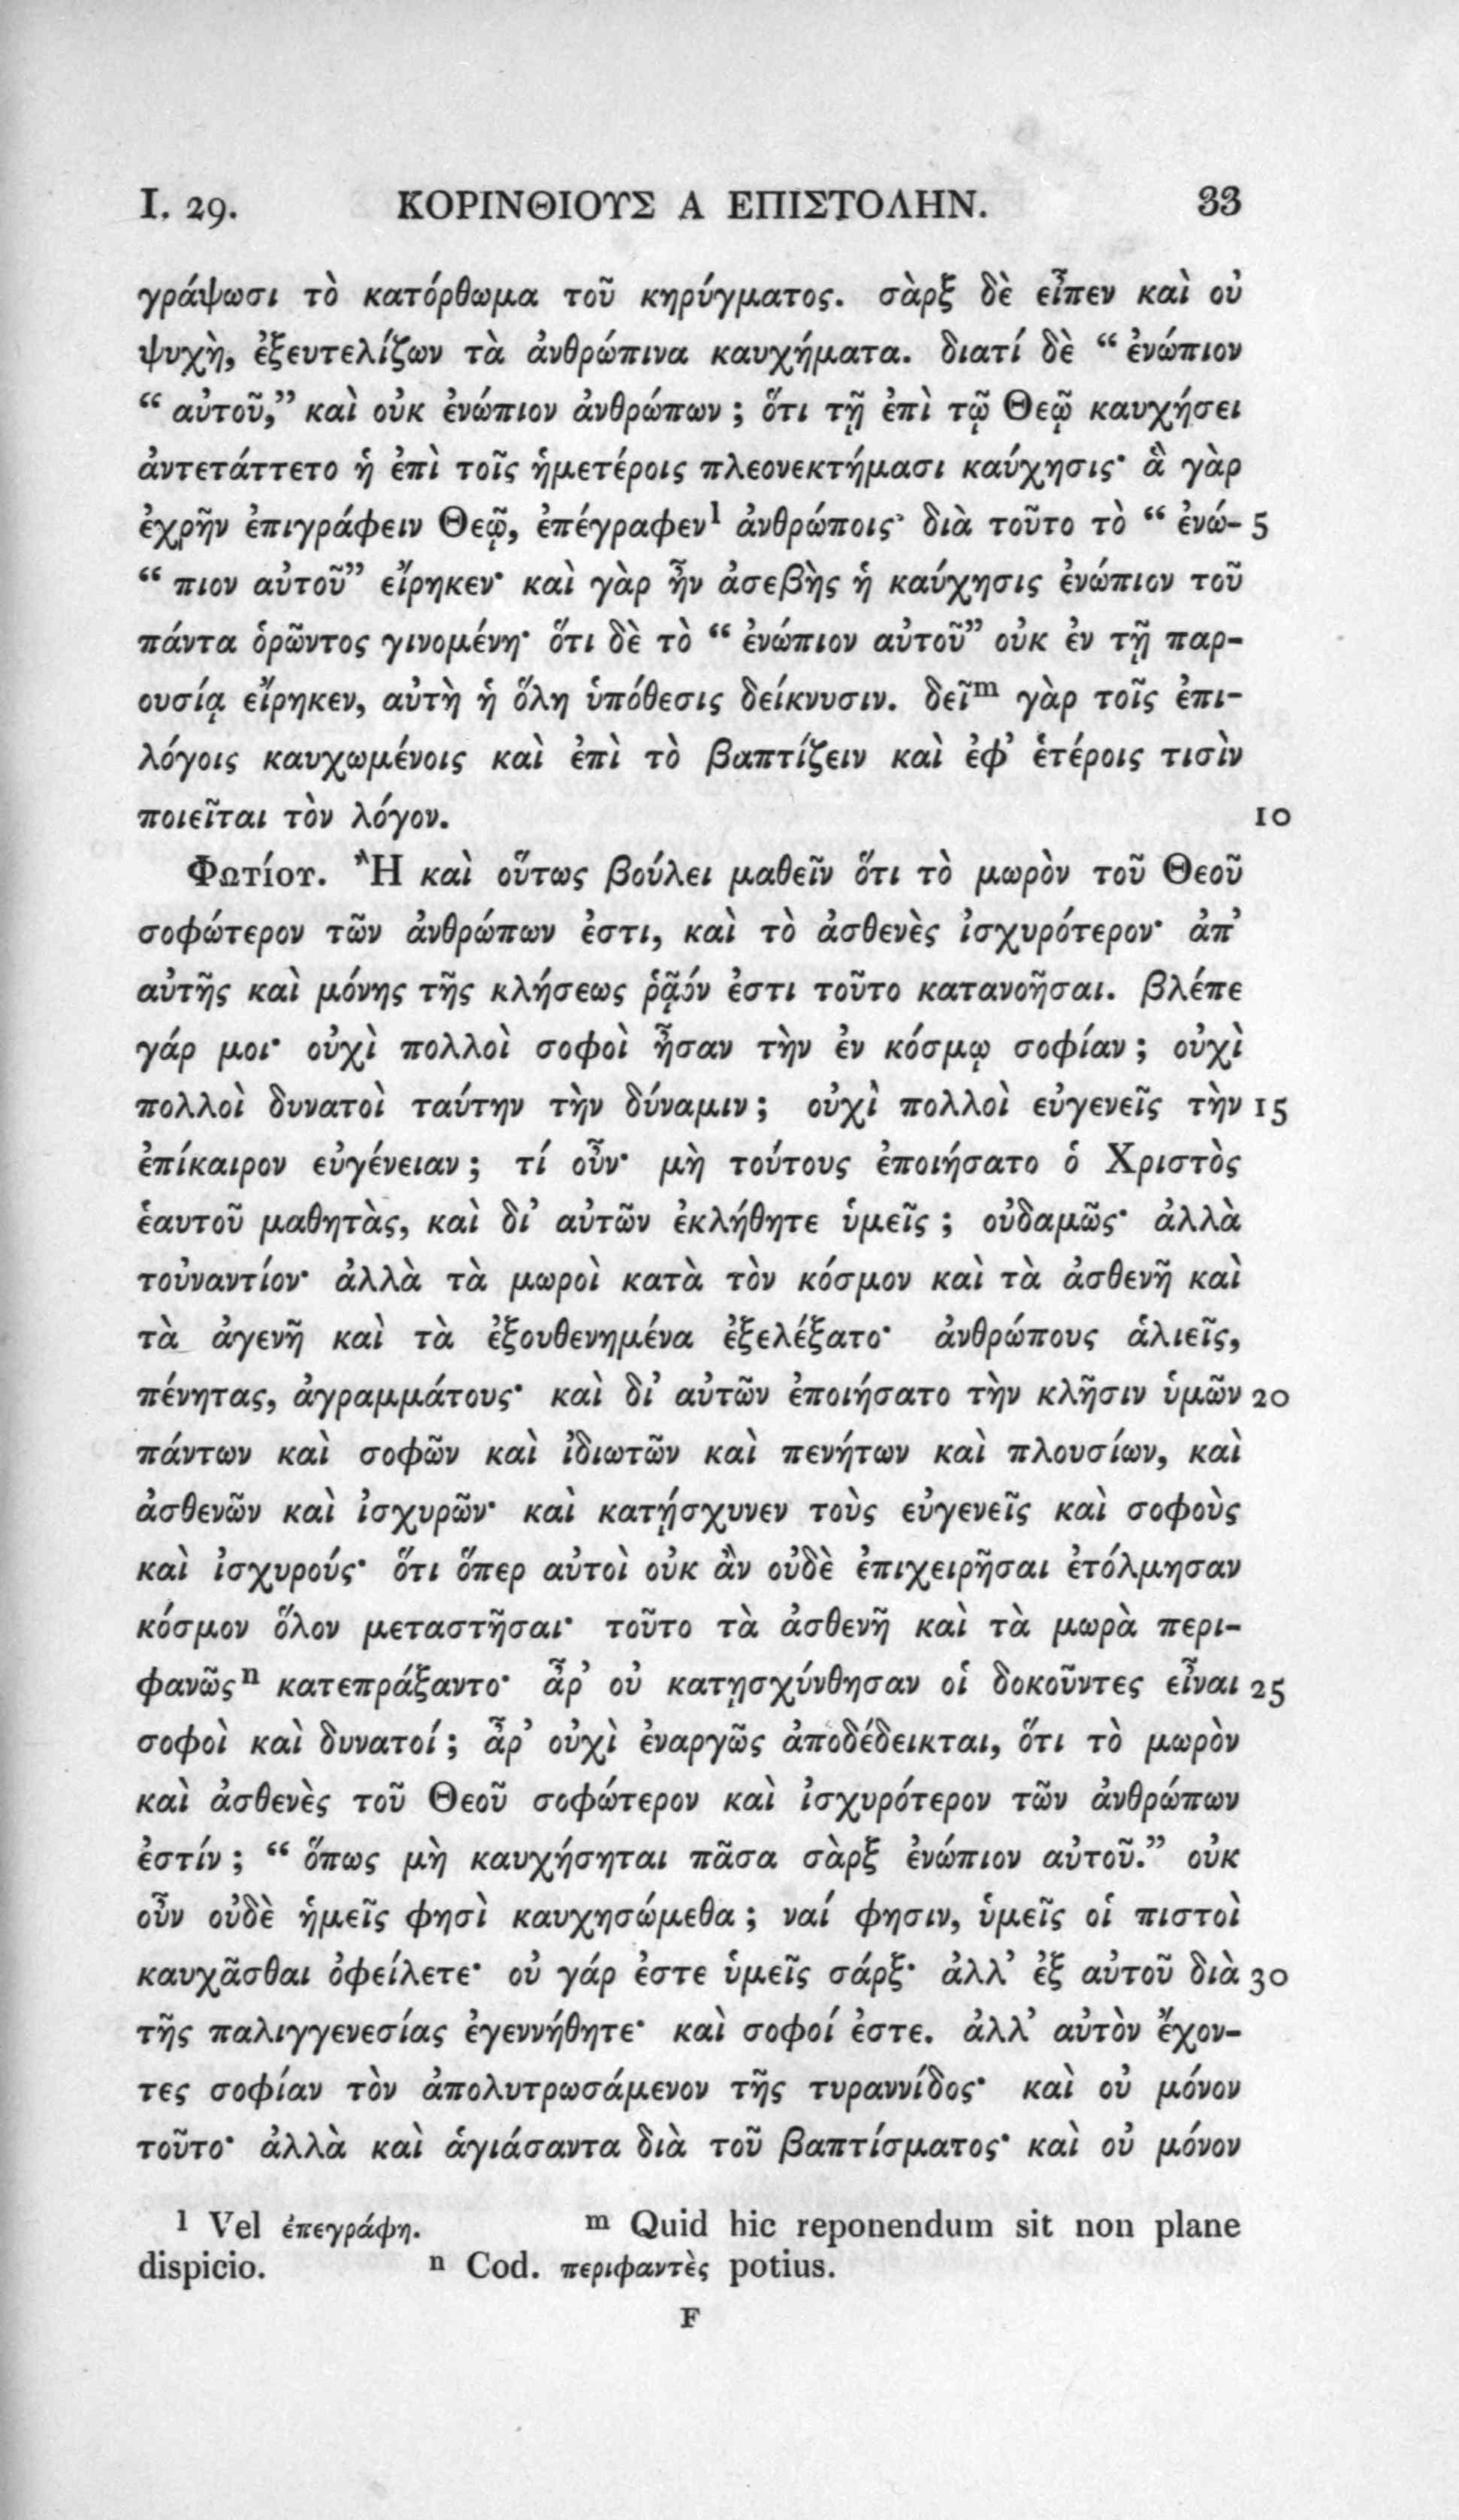 I. 29. ΚΟΡΙΝΘΙΟΥΣ Α ΕΠΙΣΤΟΛΗΝ. 33
γράψωσι τὸ κατόρθωμα τοῦ κηρύγματος. σὰρξ δὲ εἶπεν καὶ οὐ
ψυχὴ, ἐξευτελίζων τὰ ἀνθρώπινα καυχήματα. διατί δὲ “ ἐνώπιον
“ αὐτοῦ,” καὶ οὐκ ἐνώπιον ἀνθρώπων ; ὅτι τῇ ἐπὶ τῷ Θεῷ καυχήσει
ἀντετάττετο ἡ ἐπὶ τοῖς ἡμετέροις πλεονεκτήμασι καύχησις· ἃ γὰρ
ἐχρῆν ἐπιγράφειν Θεῷ, ἐπέγραφεν¹ ἀνθρώποις· διὰ τοῦτο τὸ “ ἐνώ- 5
“ πιον αὐτοῦ” εἴρηκεν· καὶ γὰρ ἦν ἀσεβὴς ἡ καύχησις ἐνώπιον τοῦ
πάντα ὁρῶντος γινομένη· ὅτι δὲ τὸ “ ἐνώπιον αὐτοῦ” οὐκ ἐν τῇ παρ-
ουσίᾳ εἴρηκεν, αὐτὴ ἡ ὅλη ὑπόθεσις δείκνυσιν. δεῖᵐ γὰρ τοῖς ἐπι-
λόγοις καυχωμένοις καὶ ἐπὶ τὸ βαπτίζειν καὶ ἐφ’ ἑτέροις τισὶν
ποιεῖται τὸν λόγον. 10
Φωτίου. Ἢ καὶ οὕτως βούλει μαθεῖν ὅτι τὸ μωρὸν τοῦ Θεοῦ
σοφώτερον τῶν ἀνθρώπων ἐστι, καὶ τὸ ἀσθενὲς ἰσχυρότερον· ἀπ’
αὐτῆς καὶ μόνης τῆς κλήσεως ῥᾷόν ἐστι τοῦτο κατανοῆσαι. βλέπε
γάρ μοι· οὐχὶ πολλοὶ σοφοὶ ἦσαν τὴν ἐν κόσμῳ σοφίαν ; οὐχὶ
πολλοὶ δυνατοὶ ταύτην τὴν δύναμιν ; οὐχὶ πολλοὶ εὐγενεῖς τὴν 15
ἐπίκαιρον εὐγένειαν ; τί οὖν· μὴ τούτους ἐποιήσατο ὁ Χριστὸς
ἑαυτοῦ μαθητὰς, καὶ δι’ αὐτῶν ἐκλήθητε ὑμεῖς ; οὐδαμῶς· ἀλλὰ
τοὐναντίον· ἀλλὰ τὰ μωροὶ κατὰ τὸν κόσμον καὶ τὰ ἀσθενῆ καὶ
τὰ ἀγενῆ καὶ τὰ ἐξουθενημένα ἐξελέξατο· ἀνθρώπους ἁλιεῖς,
πένητας, ἀγραμμάτους· καὶ δι’ αὐτῶν ἐποιήσατο τὴν κλῆσιν ὑμῶν 20
πάντων καὶ σοφῶν καὶ ἰδιωτῶν καὶ πενήτων καὶ πλουσίων, καὶ
ἀσθενῶν καὶ ἰσχυρῶν· καὶ κατῄσχυνεν τοὺς εὐγενεῖς καὶ σοφοὺς
καὶ ἰσχυρούς· ὅτι ὅπερ αὐτοὶ οὐκ ἂν οὐδὲ ἐπιχειρῆσαι ἐτόλμησαν
κόσμον ὅλον μεταστῆσαι· τοῦτο τὰ ἀσθενῆ καὶ τὰ μωρὰ περι-
φανῶςⁿ κατεπράξαντο· ἆρ’ οὐ κατῃσχύνθησαν οἱ δοκοῦντες εἶναι 25
σοφοὶ καὶ δυνατοί ; ἆρ’ οὐχὶ ἐναργῶς ἀποδέδεικται, ὅτι τὸ μωρὸν
καὶ ἀσθενὲς τοῦ Θεοῦ σοφώτερον καὶ ἰσχυρότερον τῶν ἀνθρώπων
ἐστίν ; “ ὅπως μὴ καυχήσηται πᾶσα σὰρξ ἐνώπιον αὐτοῦ.” οὐκ
οὖν οὐδὲ ἡμεῖς φησὶ καυχησώμεθα ; ναί φησιν, ὑμεῖς οἱ πιστοὶ
καυχᾶσθαι ὀφείλετε· οὐ γάρ ἐστε ὑμεῖς σάρξ· ἀλλ’ ἐξ αὐτοῦ διὰ 30
τῆς παλιγγενεσίας ἐγεννήθητε· καὶ σοφοί ἐστε. ἀλλ’ αὐτὸν ἔχον-
τες σοφίαν τὸν ἀπολυτρωσάμενον τῆς τυραννίδος· καὶ οὐ μόνον
τοῦτο· ἀλλὰ καὶ ἁγιάσαντα διὰ τοῦ βαπτίσματος· καὶ οὐ μόνον
¹ Vel ἐπεγράφη. ᵐ Quid hic reponendum sit non plane
dispicio. ⁿ Cod. περιφαντὲς potius.
F